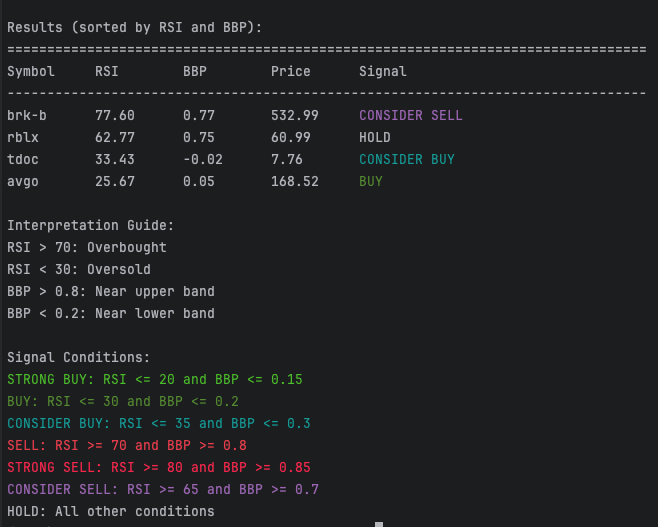 Results (sorted by RSI and BBP):
================================================================================
Symbol     RSI        BBP        Price      Signal
--------------------------------------------------------------------------------
brk-b      77.60      0.77       532.99     CONSIDER SELL
rblx       62.77      0.75       60.99      HOLD
tdoc       33.43      -0.02      7.76       CONSIDER BUY
avgo       25.67      0.05       168.52     BUY
Interpretation Guide:
RSI > 70: Overbought
RSI < 30: Oversold
BBP > 0.8: Near upper band
BBP < 0.2: Near lower band
Signal Conditions:
STRONG BUY: RSI <= 20 and BBP <= 0.15
BUY: RSI <= 30 and BBP <= 0.2
CONSIDER BUY: RSI <= 35 and BBP <= 0.3
SELL: RSI >= 70 and BBP >= 0.8
STRONG SELL: RSI >= 80 and BBP >= 0.85
CONSIDER SELL: RSI >= 65 and BBP >= 0.7
HOLD: All other conditions